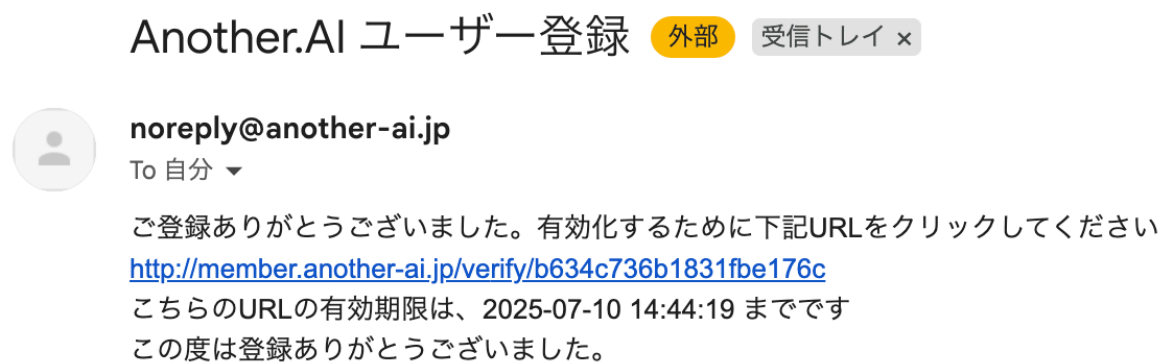 Another.AI ユーザー登録 外部 受信トレイ ×
noreply@another-ai.jp
To 自分
ご登録ありがとうございました。有効化するために下記URLをクリックしてください
http://member.another-ai.jp/verify/b634c736b1831fbe176c
こちらのURLの有効期限は、2025-07-10 14:44:19 までです
この度は登録ありがとうございました。